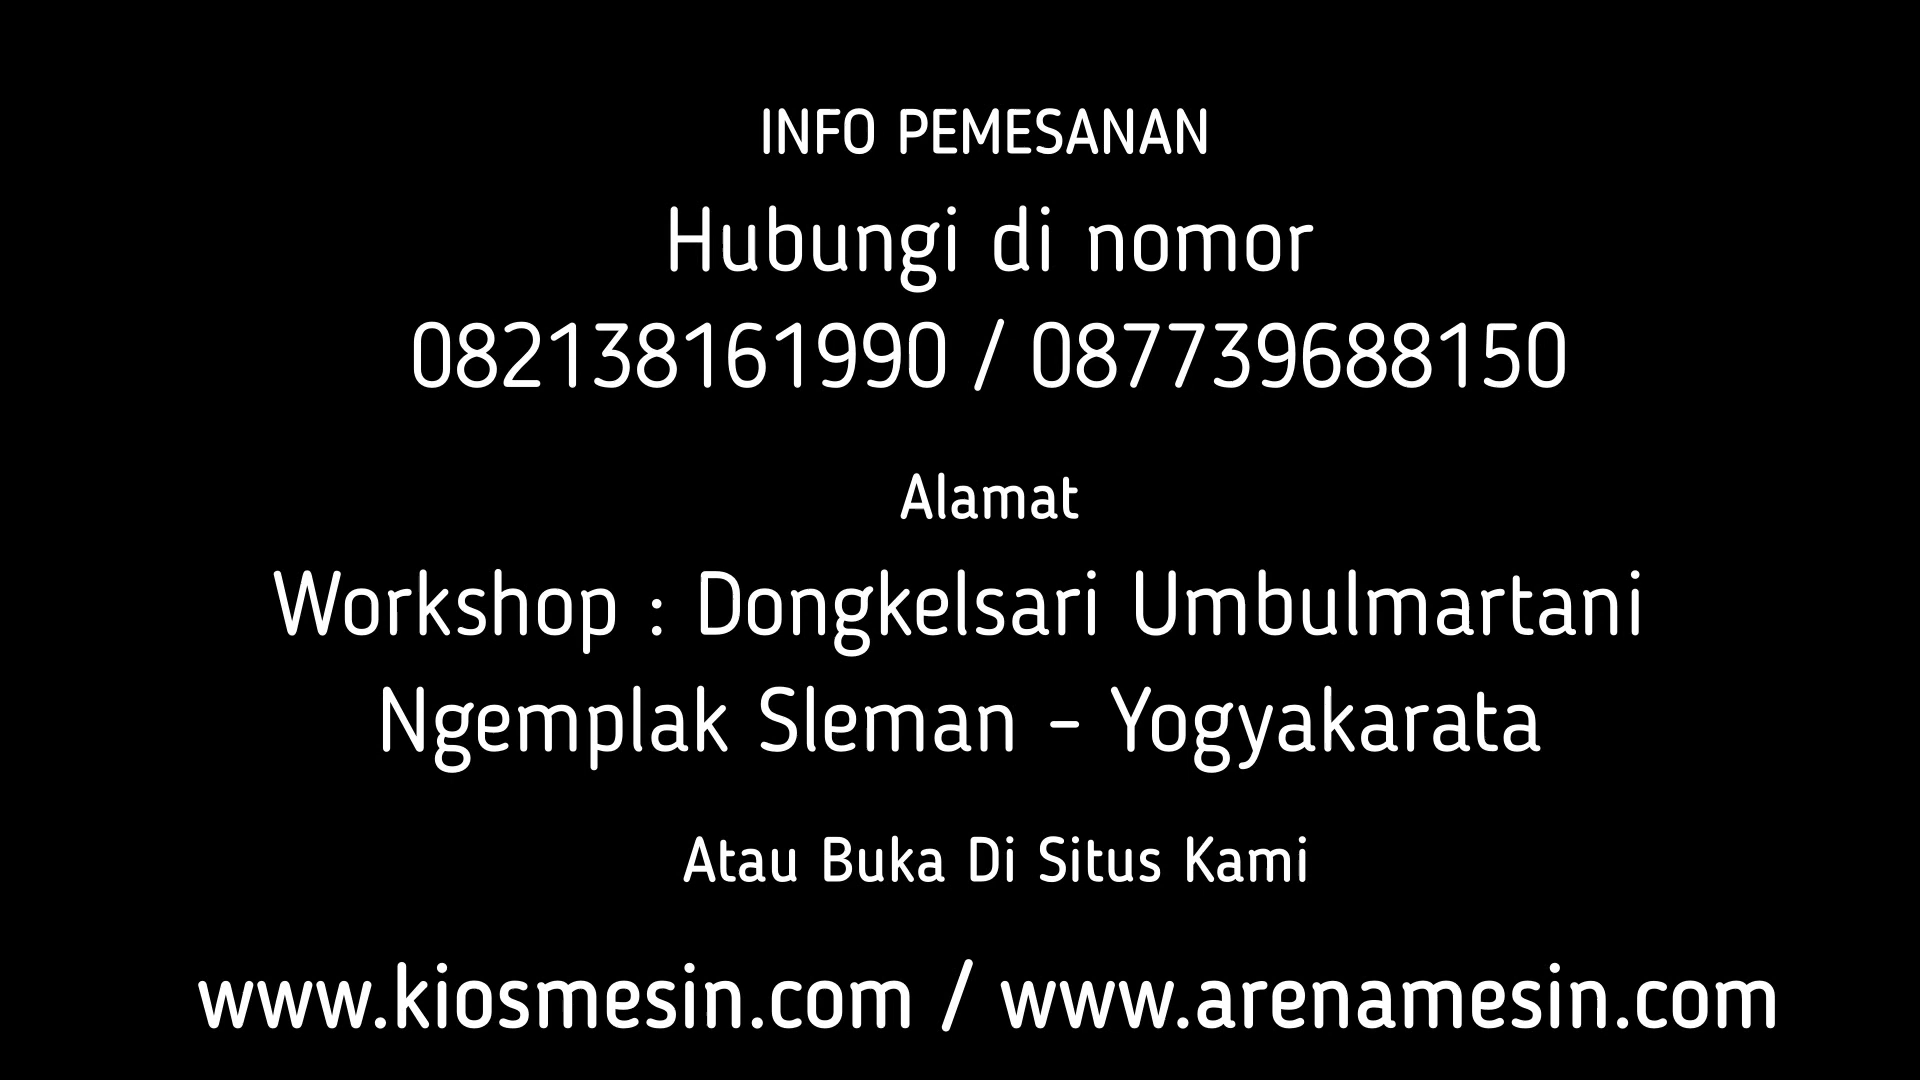 INFO PEMESANAN
Hubungi di nomor
082138161990 / 087739688150
Alamat
Workshop : Dongkelsari Umbulmartani
Ngemplak Sleman - Yogyakarata
Atau Buka Di Situs Kami
www.kiosmesin.com / www.arenamesin.com